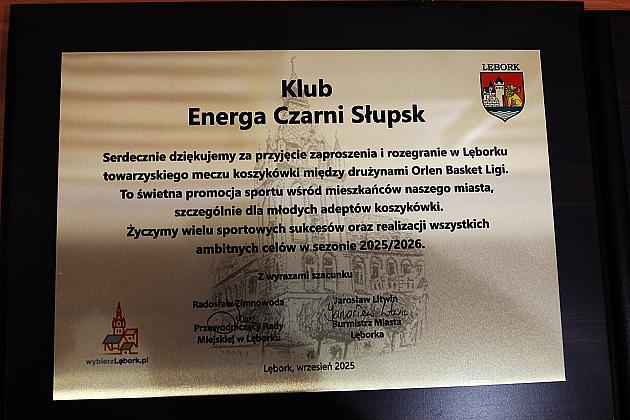 LĘBORK
Klub
Energa Czarni Słupsk
Serdecznie dziękujemy za przyjęcie zaproszenia i rozegranie w Lęborku
towarzyskiego meczu koszykówki między drużynami Orlen Basket Ligi.
To świetna promocja sportu wśród mieszkańców naszego miasta,
szczególnie dla młodych adeptów koszykówki.
Życzymy wielu sportowych sukcesów oraz realizacji wszystkich
ambitnych celów w sezonie 2025/2026.
Z wyrazami szacunku
Radosław Zimnowoda
Przewodniczący Rady
Miejskiej w Lęborku
Jarosław Litwin
Burmistrz Miasta
Lęborka
wybierzLębork.pl
Lębork, wrzesień 2025